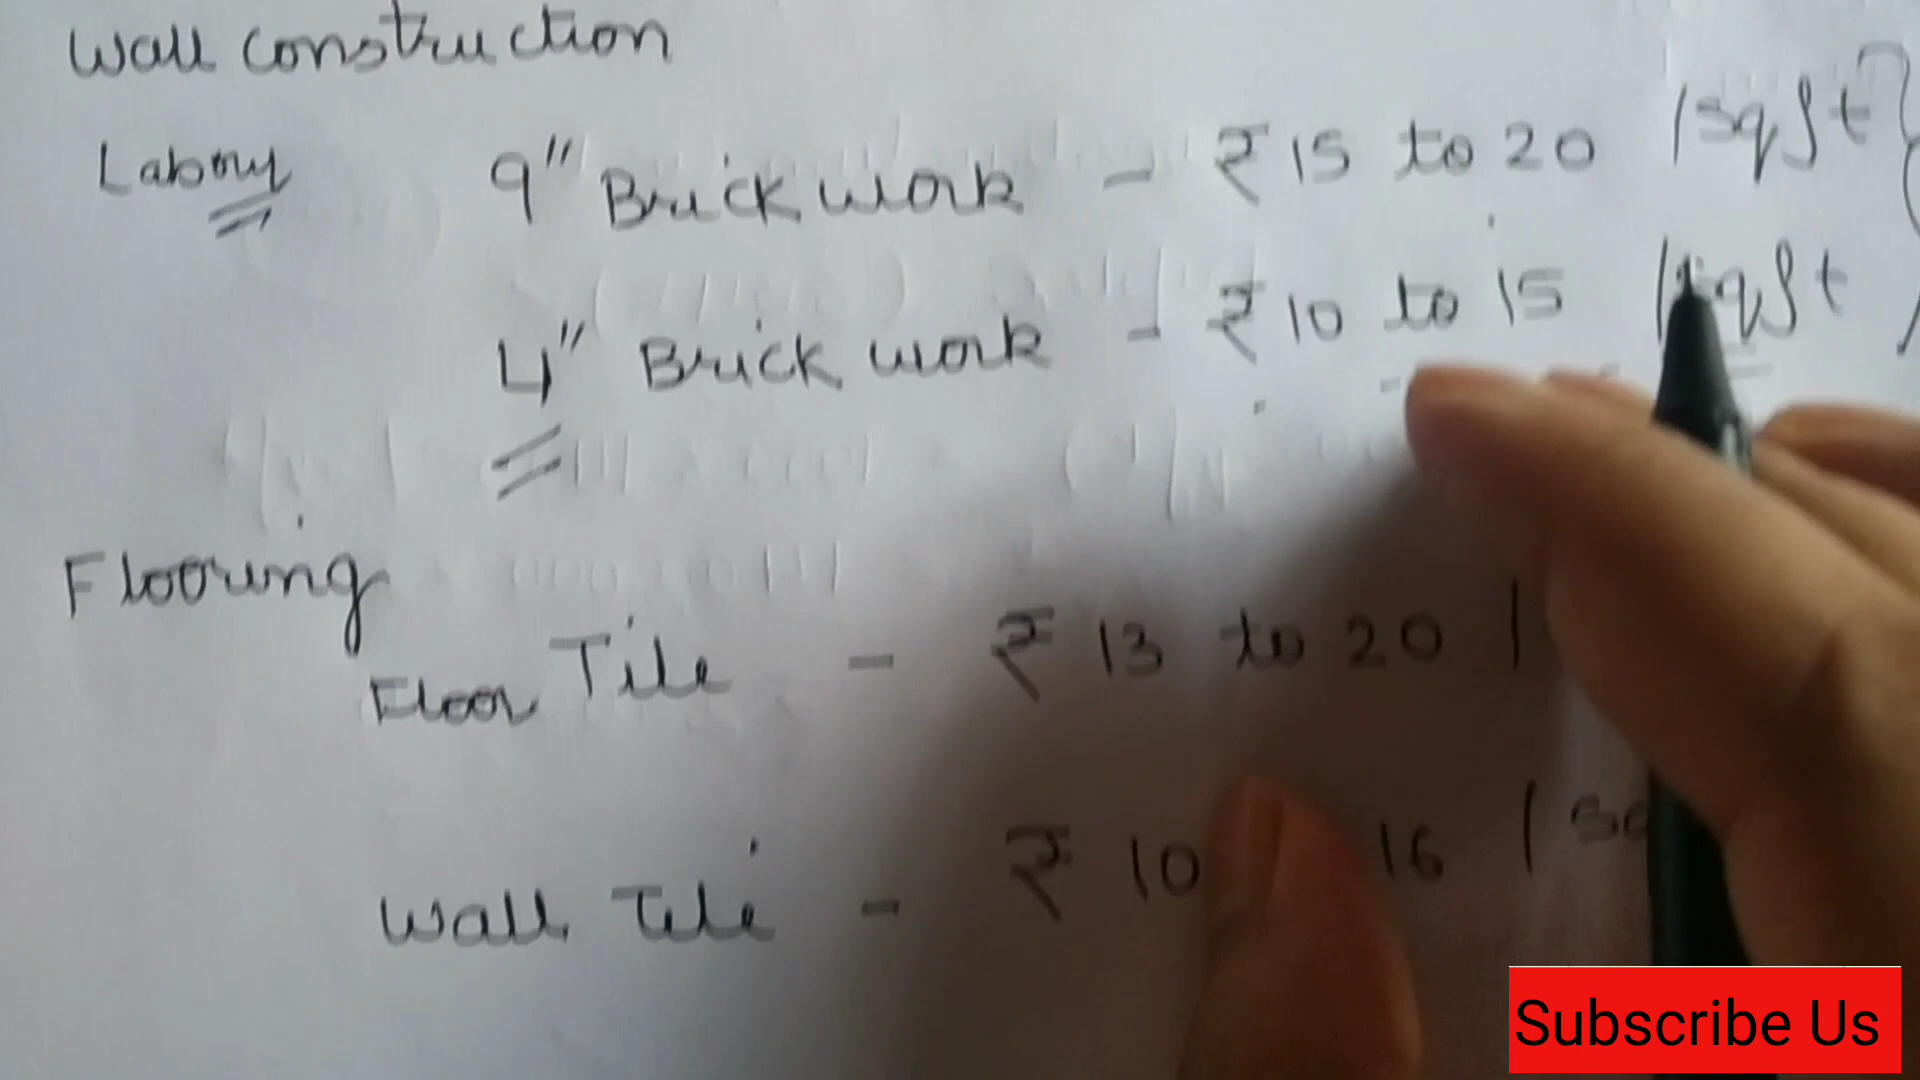 Wall construction
Labour 9" Brick work - ₹ 15 to 20 /sqft
4" Brick work - ₹ 10 to 15 /sqft
Flooring
Floor Tile - ₹ 13 to 20 /
Wall Tile - ₹ 10 16 /
Subscribe Us